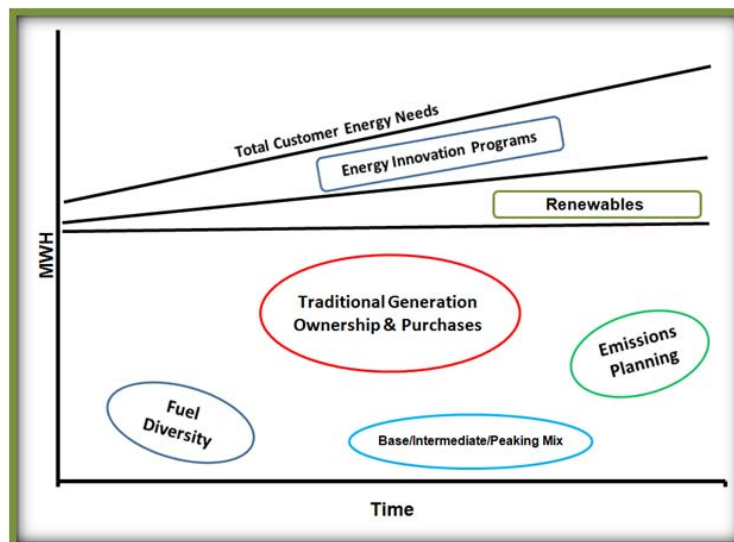 Total Customer Energy Needs
Energy Innovation Programs
Renewables
MWH
Traditional Generation
Ownership & Purchases
Emissions
Planning
Fuel
Diversity
Base/Intermediate/Peaking Mix
Time